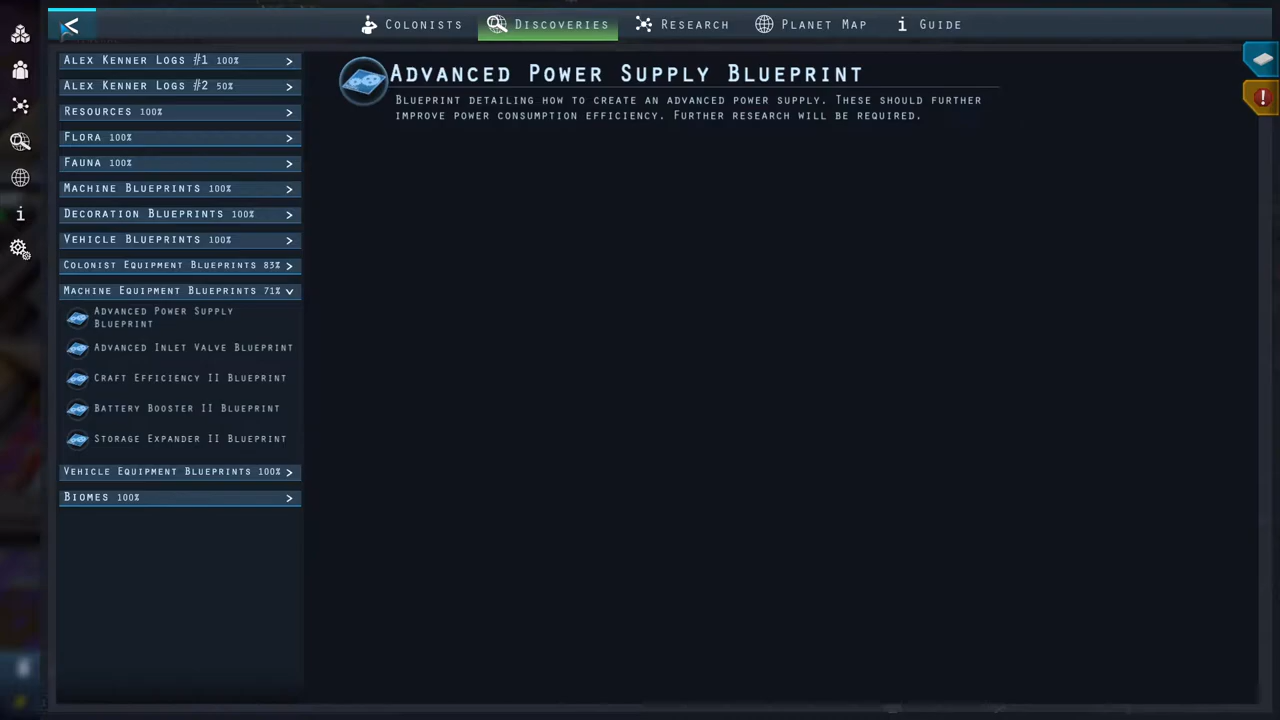 < Colonists Discoveries Research Planet Map i Guide
Alex Kenner Logs #1 100% >
Alex Kenner Logs #2 50% >
Resources 100% >
Flora 100% >
Fauna 100% >
Machine Blueprints 100% >
Decoration Blueprints 100% >
Vehicle Blueprints 100% >
Colonist Equipment Blueprints 83% >
Machine Equipment Blueprints 71%
Advanced Power Supply
Blueprint
Advanced Inlet Valve Blueprint
Craft Efficiency II Blueprint
Battery Booster II Blueprint
Storage Expander II Blueprint
Vehicle Equipment Blueprints 100% >
Biomes 100% >
Advanced Power Supply Blueprint
Blueprint detailing how to create an advanced power supply. These should further
improve power consumption efficiency. Further research will be required.